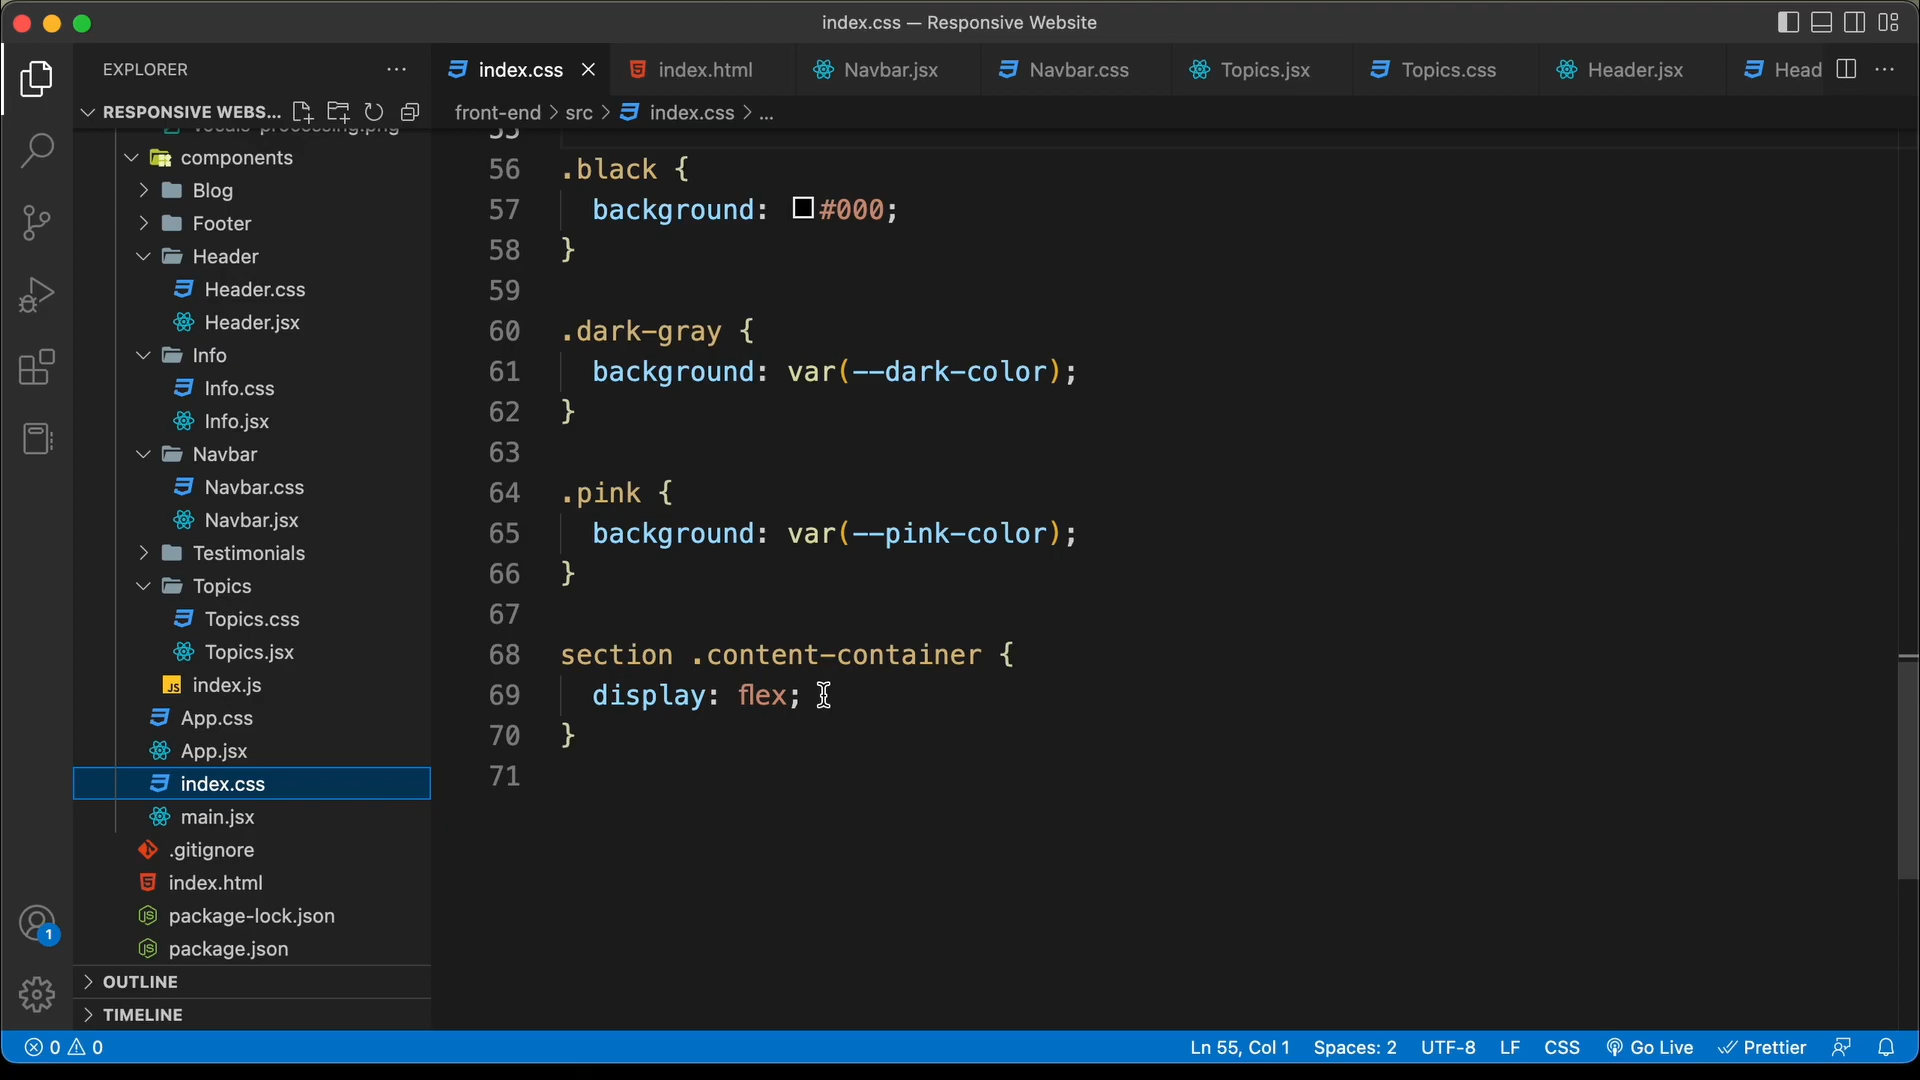 index.css — Responsive Website
EXPLORER
index.css
index.html
Navbar.jsx
Navbar.css
Topics.jsx
Topics.css
Header.jsx
Head
RESPONSIVE WEBS...
front-end > src > index.css > ...
vocals-processing.png
components
Blog
Footer
Header
Header.css
Header.jsx
Info
Info.css
Info.jsx
Navbar
Navbar.css
Navbar.jsx
Testimonials
Topics
Topics.css
Topics.jsx
JS index.js
App.css
App.jsx
index.css
main.jsx
.gitignore
index.html
package-lock.json
package.json
OUTLINE
TIMELINE
55
56 .black {
57 background: #000;
58 }
59
60 .dark-gray {
61 background: var(--dark-color);
62 }
63
64 .pink {
65 background: var(--pink-color);
66 }
67
68 section .content-container {
69 display: flex;
70 }
71
1
0 0
Ln 55, Col 1
Spaces: 2
UTF-8
LF
CSS
Go Live
Prettier